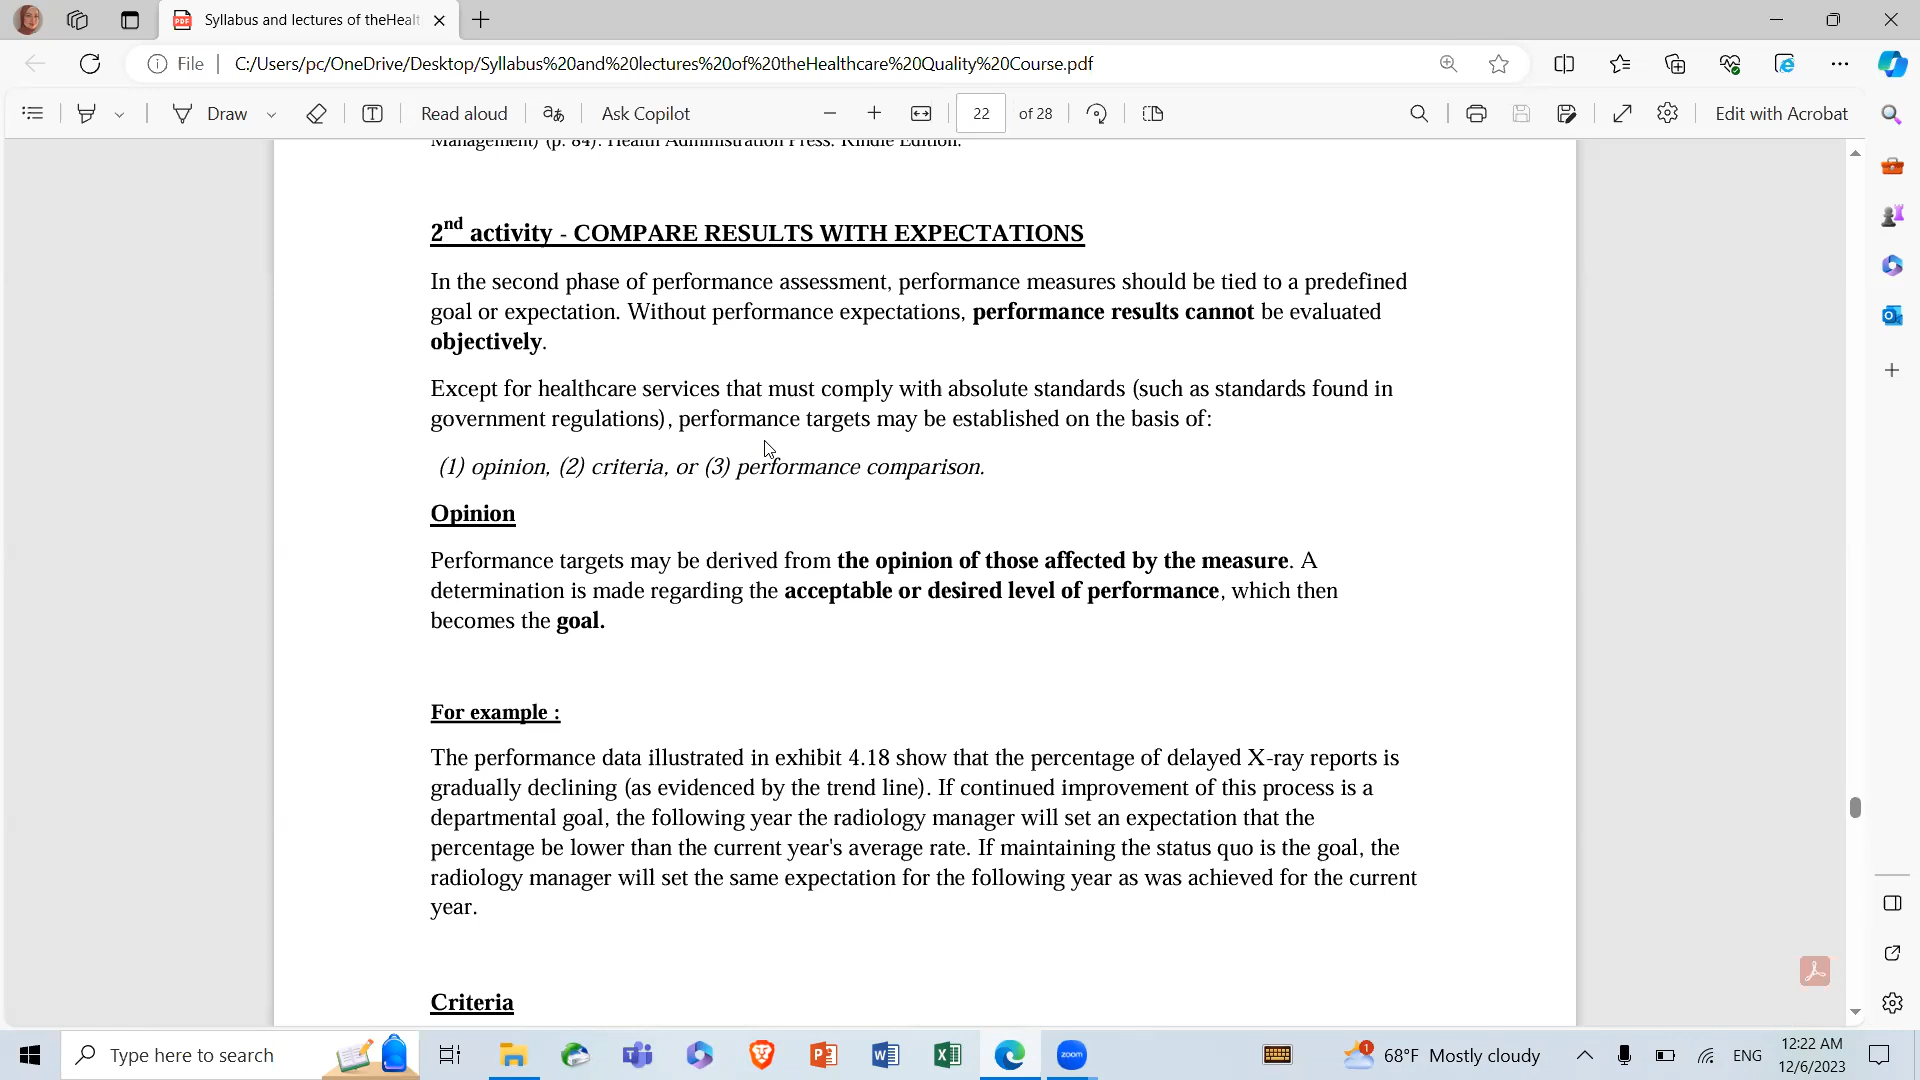 Syllabus and lectures of theHealt
File
C:/Users/pc/OneDrive/Desktop/Syllabus%20and%20lectures%20of%20theHealthcare%20Quality%20Course.pdf
Draw
Read aloud
aあ
Ask Copilot
22
of 28
Edit with Acrobat
Management) (p. 84). Health Administration Press. Kindle Edition.
2nd activity - COMPARE RESULTS WITH EXPECTATIONS
In the second phase of performance assessment, performance measures should be tied to a predefined
goal or expectation. Without performance expectations, performance results cannot be evaluated
objectively.
Except for healthcare services that must comply with absolute standards (such as standards found in
government regulations), performance targets may be established on the basis of:
(1) opinion, (2) criteria, or (3) performance comparison.
Opinion
Performance targets may be derived from the opinion of those affected by the measure. A
determination is made regarding the acceptable or desired level of performance, which then
becomes the goal.
For example :
The performance data illustrated in exhibit 4.18 show that the percentage of delayed X-ray reports is
gradually declining (as evidenced by the trend line). If continued improvement of this process is a
departmental goal, the following year the radiology manager will set an expectation that the
percentage be lower than the current year's average rate. If maintaining the status quo is the goal, the
radiology manager will set the same expectation for the following year as was achieved for the current
year.
Criteria
Type here to search
zoom
1
68°F Mostly cloudy
ENG
12:22 AM
12/6/2023